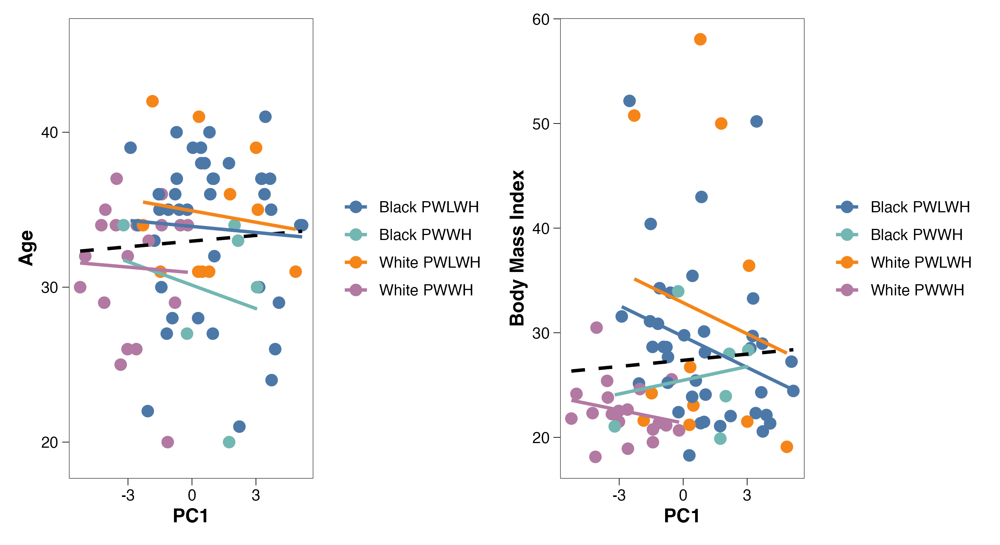 Age
40
30
20
-3 0 3
PC1
Black PWLWH
Black PWWH
White PWLWH
White PWWH
Body Mass Index
60
50
40
30
20
-3 0 3
PC1
Black PWLWH
Black PWWH
White PWLWH
White PWWH